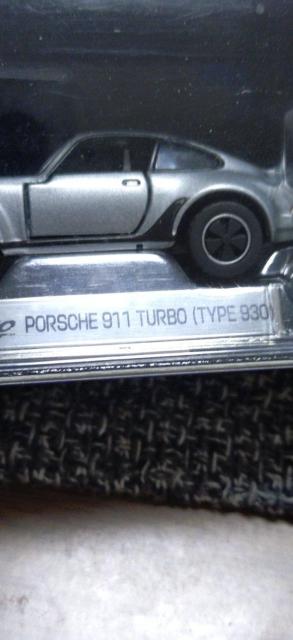 PORSCHE 911 TURBO (TYPE 930)